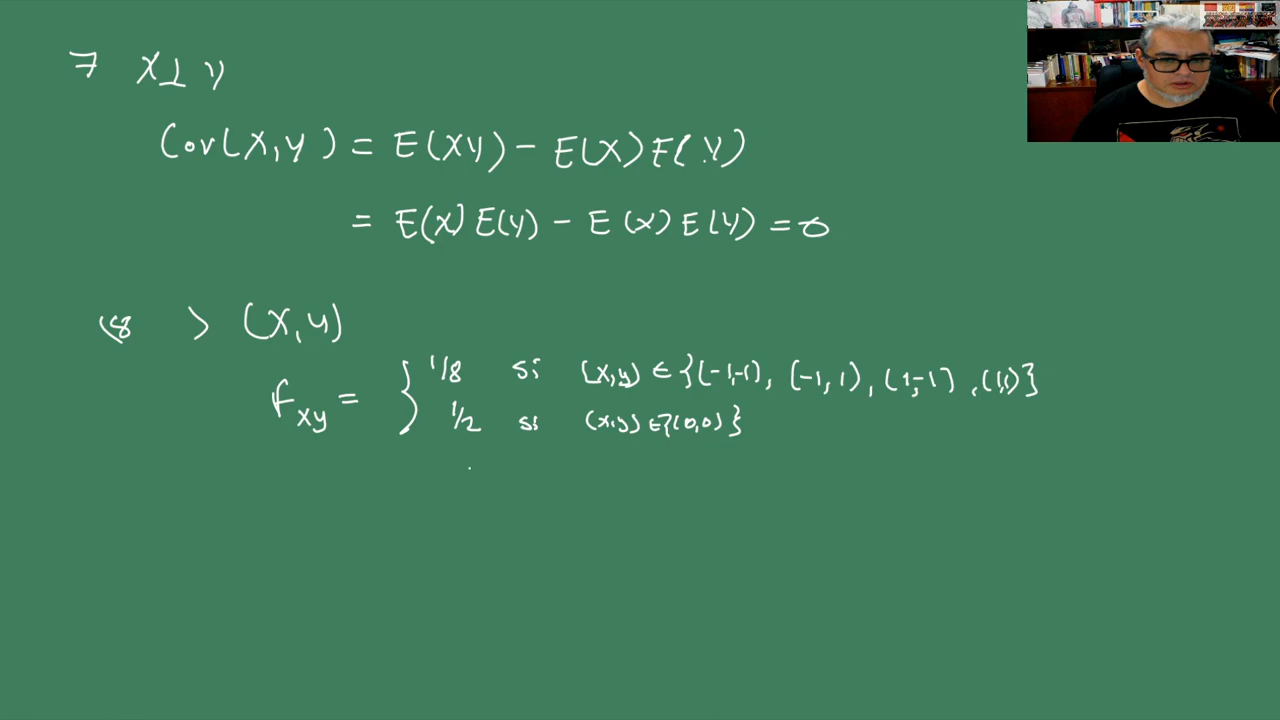 7 X⊥y
Cov(X,y) = E(Xy) - E(X)E(Y)
= E(X)E(y) - E(X)E(y) = 0
8 > (X,y)
f_xy = { 1/8 si (x,y) ∈ {(-1,-1), (-1,1), (1,-1), (1,1)}
1/2 si (x,y) ∈ {(0,0)}